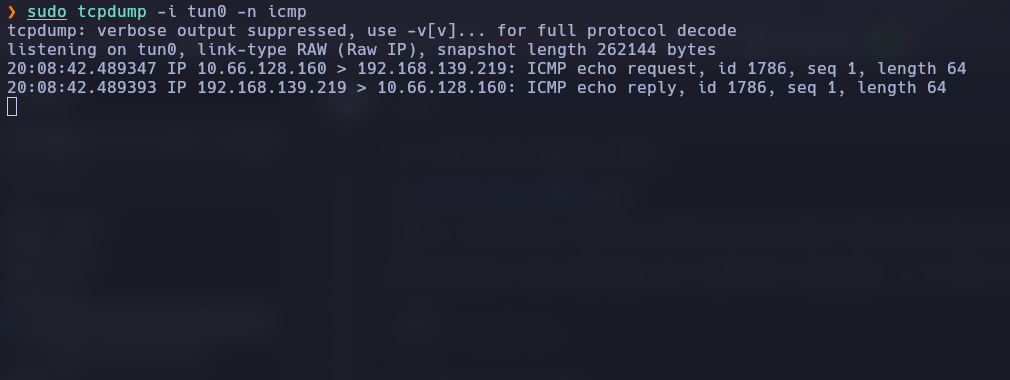 ❯ sudo tcpdump -i tun0 -n icmp
tcpdump: verbose output suppressed, use -v[v]... for full protocol decode
listening on tun0, link-type RAW (Raw IP), snapshot length 262144 bytes
20:08:42.489347 IP 10.66.128.160 > 192.168.139.219: ICMP echo request, id 1786, seq 1, length 64
20:08:42.489393 IP 192.168.139.219 > 10.66.128.160: ICMP echo reply, id 1786, seq 1, length 64